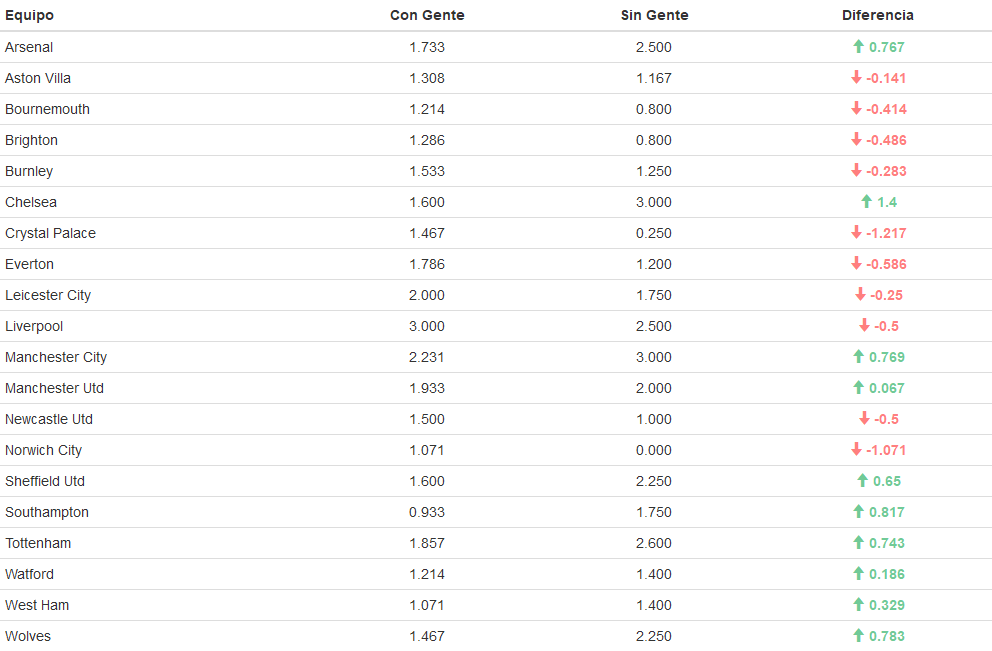 Equipo Con Gente Sin Gente Diferencia
Arsenal 1.733 2.500 0.767
Aston Villa 1.308 1.167 -0.141
Bournemouth 1.214 0.800 -0.414
Brighton 1.286 0.800 -0.486
Burnley 1.533 1.250 -0.283
Chelsea 1.600 3.000 1.4
Crystal Palace 1.467 0.250 -1.217
Everton 1.786 1.200 -0.586
Leicester City 2.000 1.750 -0.25
Liverpool 3.000 2.500 -0.5
Manchester City 2.231 3.000 0.769
Manchester Utd 1.933 2.000 0.067
Newcastle Utd 1.500 1.000 -0.5
Norwich City 1.071 0.000 -1.071
Sheffield Utd 1.600 2.250 0.65
Southampton 0.933 1.750 0.817
Tottenham 1.857 2.600 0.743
Watford 1.214 1.400 0.186
West Ham 1.071 1.400 0.329
Wolves 1.467 2.250 0.783